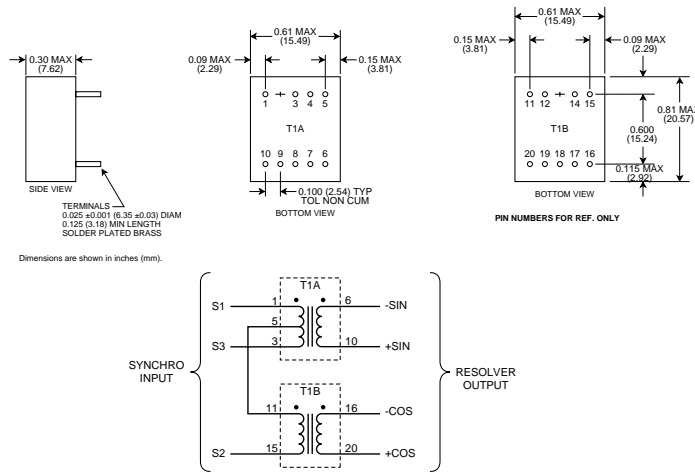 0.30 MAX
(7.62)
SIDE VIEW
TERMINALS
0.025 ±0.001 (6.35 ±0.03) DIAM
0.125 (3.18) MIN LENGTH
SOLDER PLATED BRASS
0.61 MAX
(15.49)
0.09 MAX
(2.29)
0.15 MAX
(3.81)
1 3 4 5
T1A
10 9 8 7 6
0.100 (2.54) TYP
TOL NON CUM
BOTTOM VIEW
0.61 MAX
(15.49)
0.15 MAX
(3.81)
0.09 MAX
(2.29)
11 12 14 15
T1B
20 19 18 17 16
0.81 MAX
(20.57)
0.600
(15.24)
0.115 MAX
(2.92)
BOTTOM VIEW
PIN NUMBERS FOR REF. ONLY
Dimensions are shown in inches (mm).
T1A
S1 1 6 -SIN
5
S3 3 10 +SIN
SYNCHRO
INPUT
RESOLVER
OUTPUT
T1B
11 16 -COS
S2 15 20 +COS